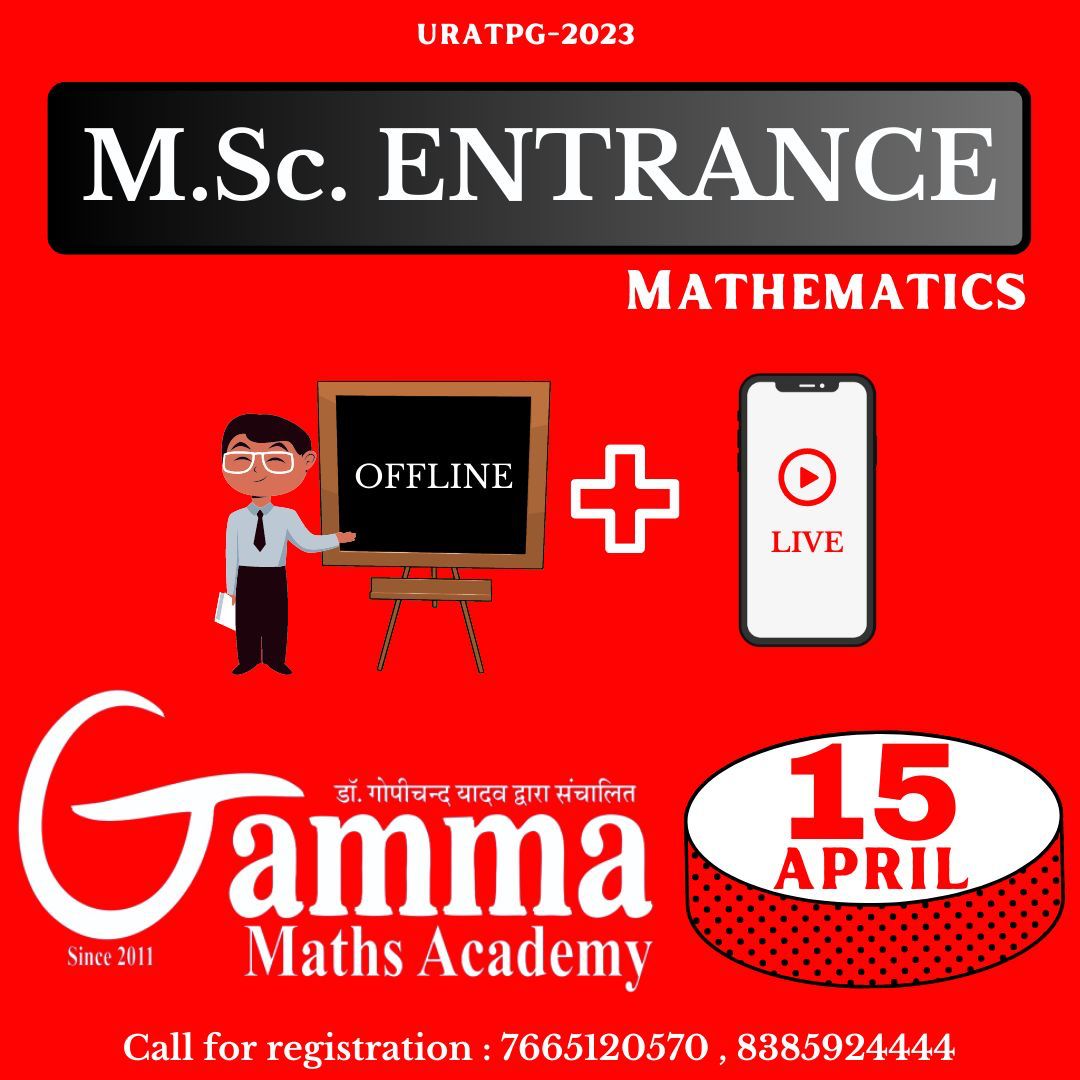 URATPG-2023
M.Sc. ENTRANCE
MATHEMATICS
OFFLINE
LIVE
डॉ. गोपीचन्द यादव द्वारा संचालित
Gamma
Maths Academy
Since 2011
15
APRIL
Call for registration : 7665120570 , 8385924444